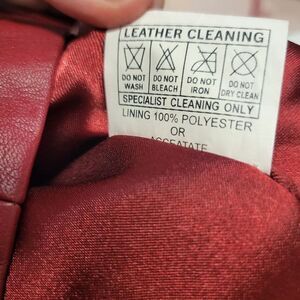 LEATHER CLEANING
DO NOT WASH
DO NOT BLEACH
DO NOT IRON
DO NOT DRY CLEAN
SPECIALIST CLEANING ONLY
LINING 100% POLYESTER
OR
ACCEATATE